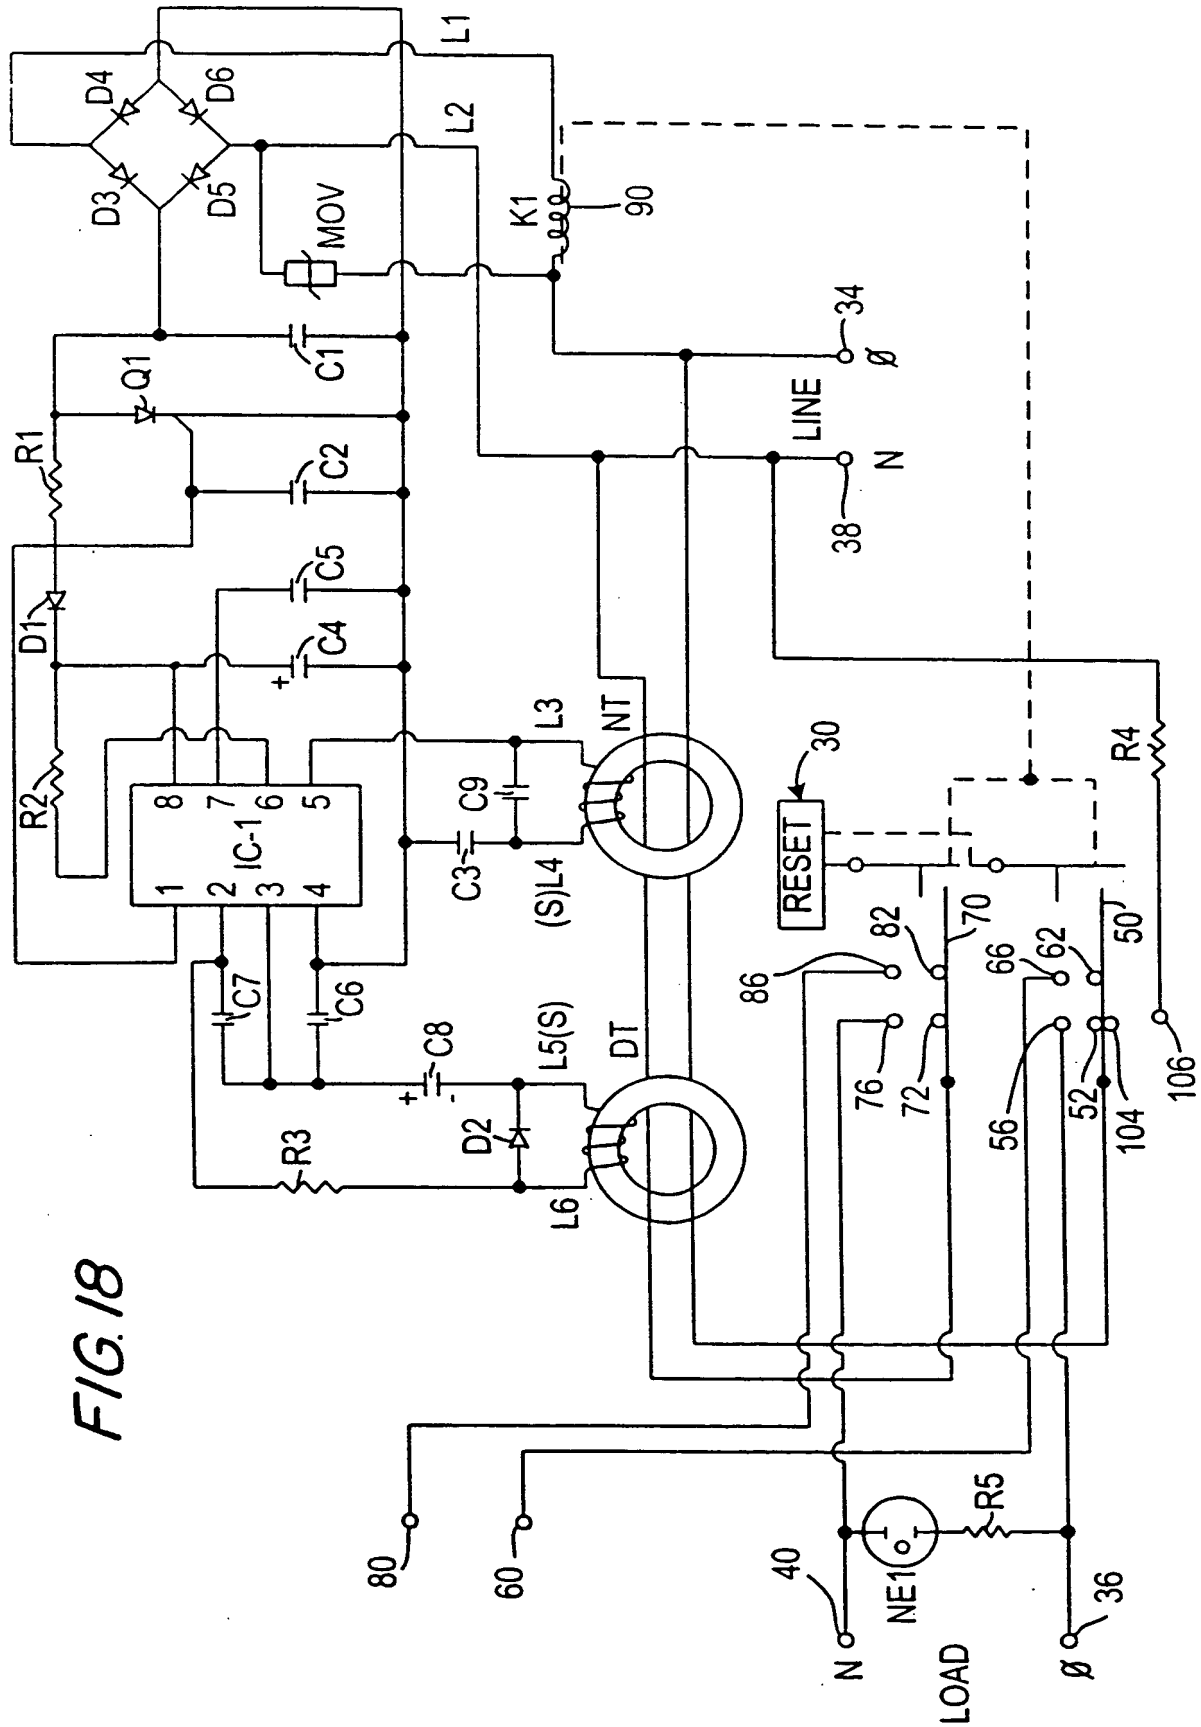 FIG. 18
L1
L2
D4
D6
D3
D5
MOV
K1
90
Q1
C1
R1
C2
D1
C5
C4
+
R2
8
7
6
5
IC-1
1
2
3
4
L3
NT
C9
C3
(S)L4
C7
C6
C8
+
-
L5(S)
DT
D2
R3
L6
34
Ø
LINE
N
38
30
RESET
R4
86
82
70
66
62
50
76
72
56
52
104
106
80
60
40
N
NE1
R5
LOAD
Ø
36